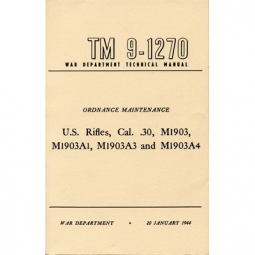 TM 9-1270
WAR DEPARTMENT TECHNICAL MANUAL
ORDNANCE MAINTENANCE
U.S. Rifles, Cal. .30, M1903,
M1903A1, M1903A3 and M1903A4
WAR DEPARTMENT • 20 JANUARY 1944